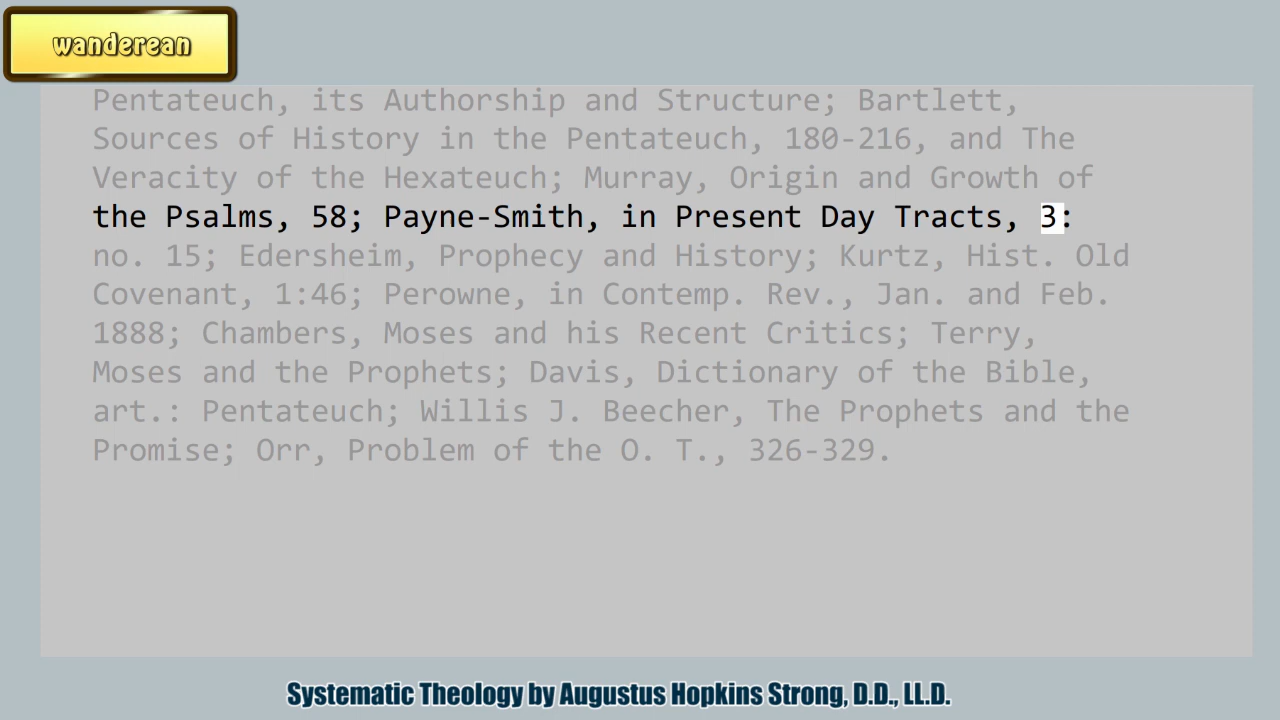 wanderean
Pentateuch, its Authorship and Structure; Bartlett,
Sources of History in the Pentateuch, 180-216, and The
Veracity of the Hexateuch; Murray, Origin and Growth of
the Psalms, 58; Payne-Smith, in Present Day Tracts, 3:
no. 15; Edersheim, Prophecy and History; Kurtz, Hist. Old
Covenant, 1:46; Perowne, in Contemp. Rev., Jan. and Feb.
1888; Chambers, Moses and his Recent Critics; Terry,
Moses and the Prophets; Davis, Dictionary of the Bible,
art.: Pentateuch; Willis J. Beecher, The Prophets and the
Promise; Orr, Problem of the O. T., 326-329.
Systematic Theology by Augustus Hopkins Strong, D.D., LL.D.